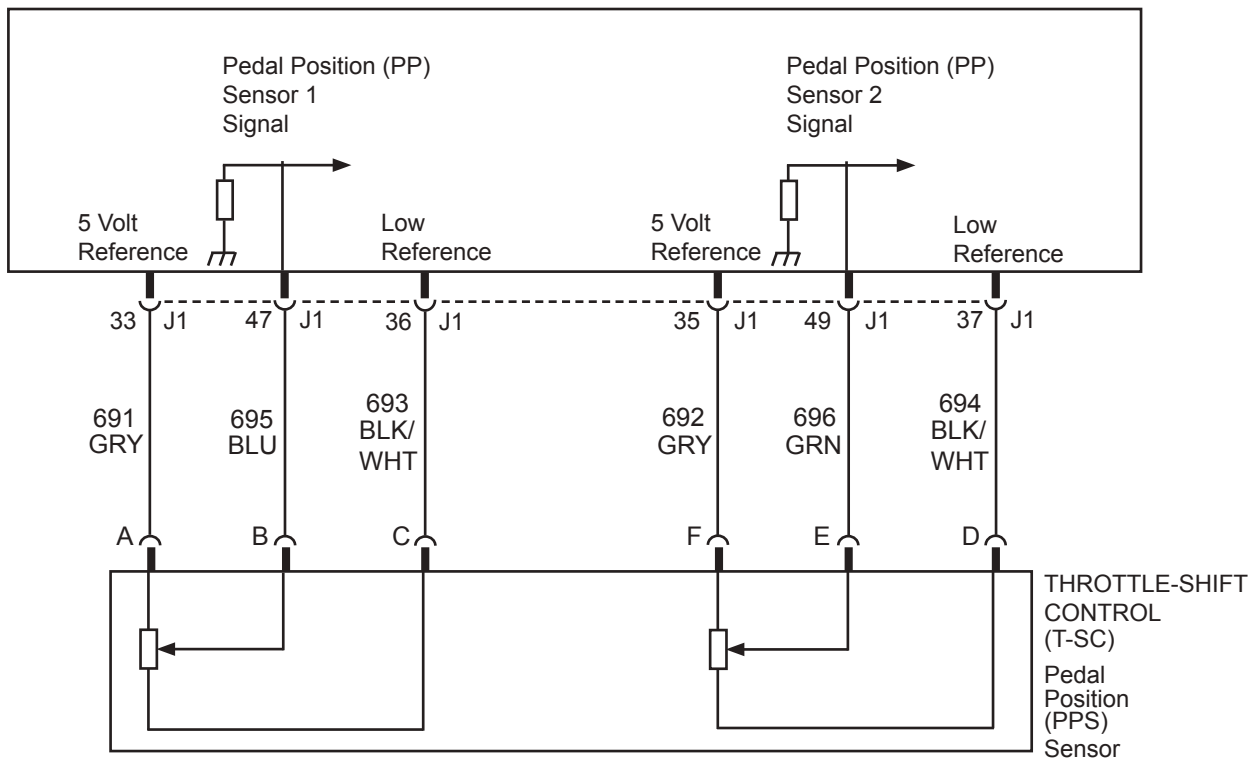 Pedal Position (PP)
Sensor 1
Signal
Pedal Position (PP)
Sensor 2
Signal
5 Volt
Reference
Low
Reference
5 Volt
Reference
Low
Reference
33
J1
47
J1
36
J1
35
J1
49
J1
37
J1
691
GRY
695
BLU
693
BLK/
WHT
692
GRY
696
GRN
694
BLK/
WHT
A
B
C
F
E
D
THROTTLE-SHIFT
CONTROL
(T-SC)
Pedal
Position
(PPS)
Sensor